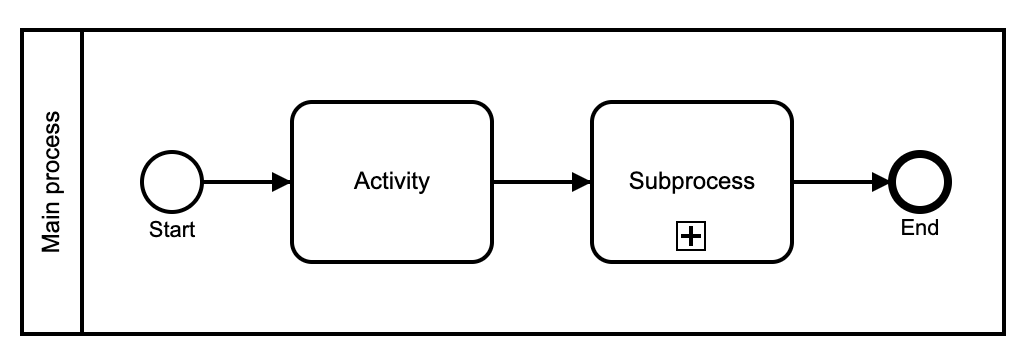 Main process
Start
Activity
Subprocess
End